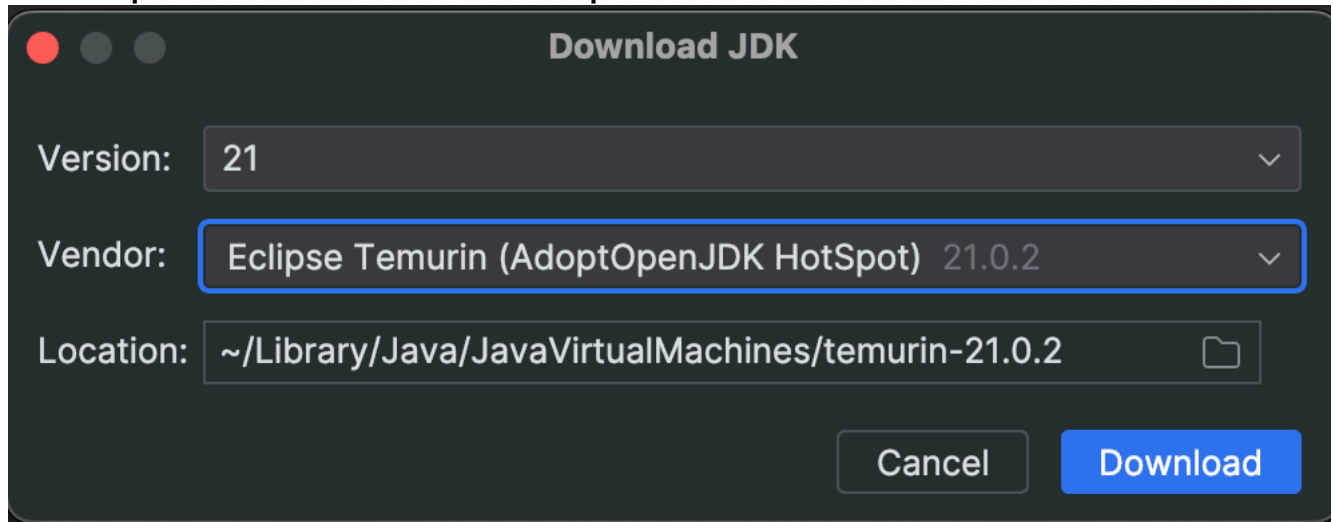 Download JDK
Version: 21
Vendor: Eclipse Temurin (AdoptOpenJDK HotSpot) 21.0.2
Location: ~/Library/Java/JavaVirtualMachines/temurin-21.0.2
Cancel Download